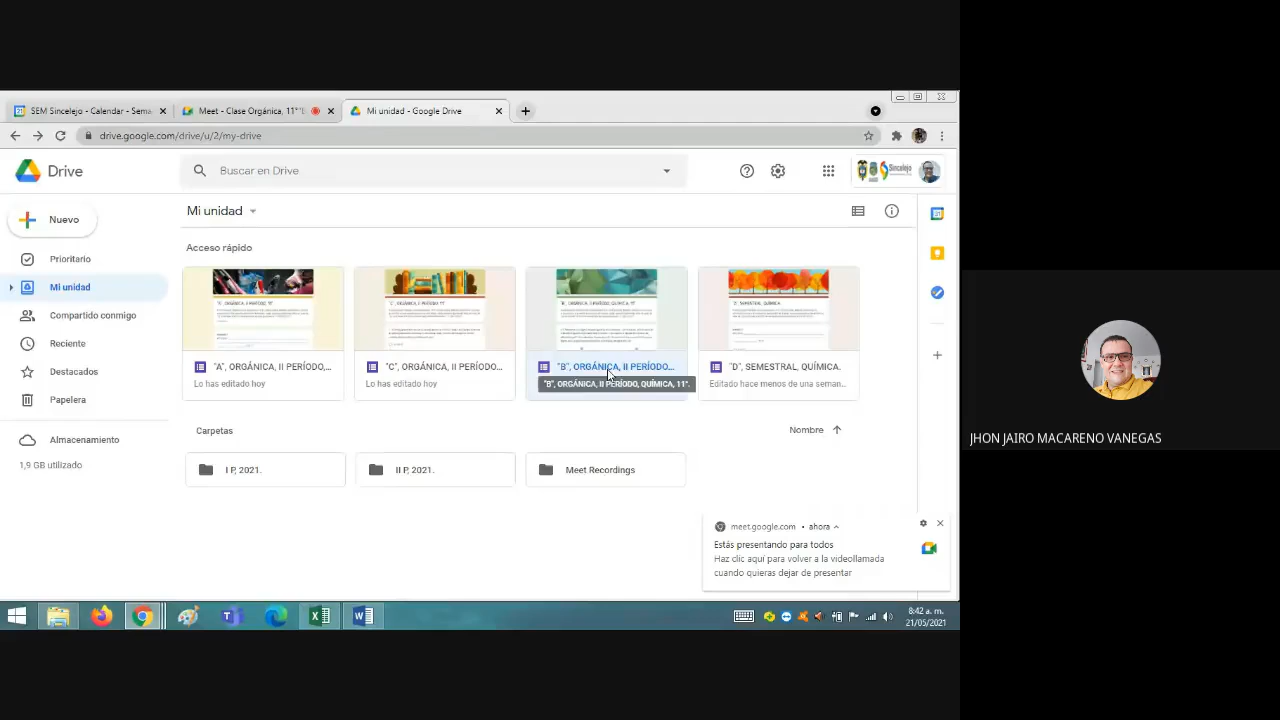 SEM Sincelejo - Calendar - Sema
Meet - Clase Orgánica, 11°"
Mi unidad - Google Drive
drive.google.com/drive/u/2/my-drive
Drive
Buscar en Drive
Sincelejo
Nuevo
Mi unidad
Prioritario
Mi unidad
Compartido conmigo
Reciente
Destacados
Papelera
Almacenamiento
1,9 GB utilizado
Acceso rápido
"A", ORGÁNICA, II PERÍODO,...
Lo has editado hoy
"C", ORGÁNICA, II PERÍODO...
Lo has editado hoy
"B", ORGÁNICA, II PERÍODO...
"B", ORGÁNICA, II PERÍODO, QUÍMICA, 11°.
"D", SEMESTRAL, QUÍMICA.
Editado hace menos de una seman...
Carpetas
Nombre
I P, 2021.
II P, 2021.
Meet Recordings
meet.google.com • ahora
Estás presentando para todos
Haz clic aquí para volver a la videollamada
cuando quieras dejar de presentar
8:42 a. m.
21/05/2021
JHON JAIRO MACARENO VANEGAS